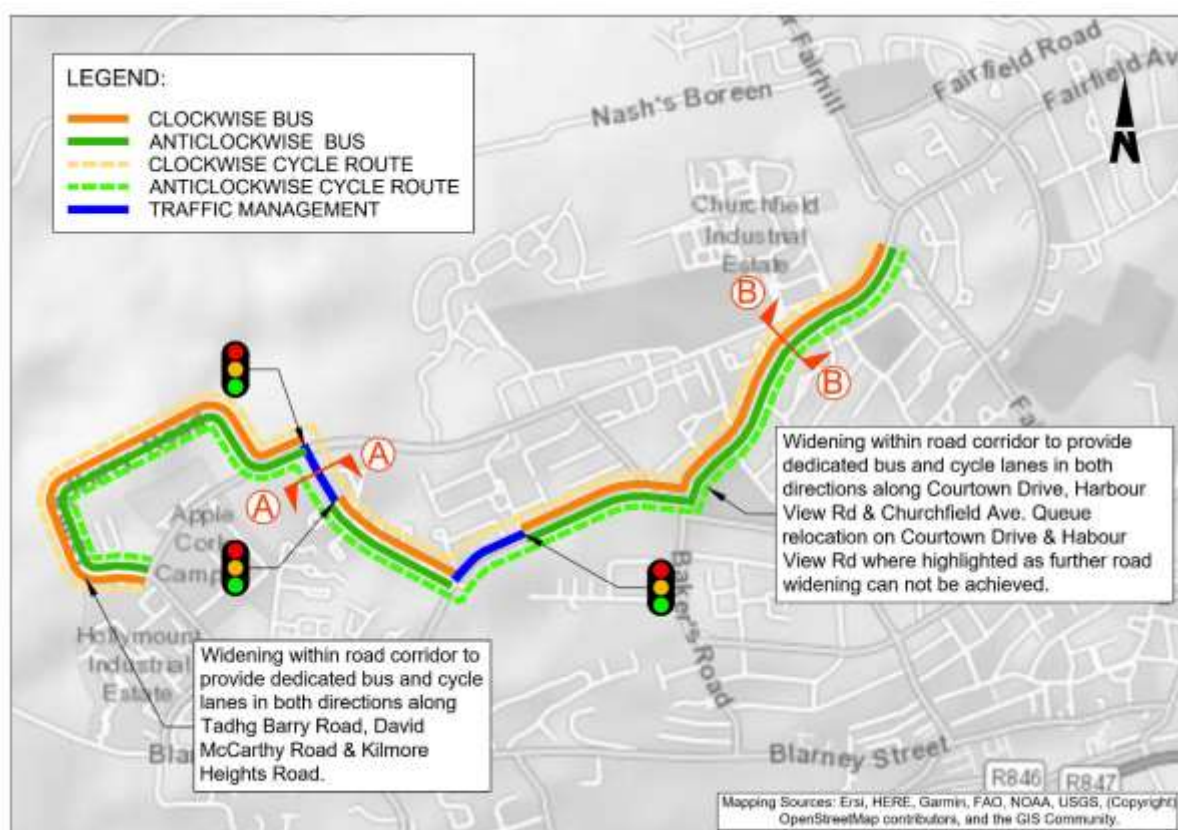 LEGEND:
CLOCKWISE BUS
ANTICLOCKWISE BUS
CLOCKWISE CYCLE ROUTE
ANTICLOCKWISE CYCLE ROUTE
TRAFFIC MANAGEMENT
Fairhill
Fairfield Road
Fairfield Av
Nash's Boreen
N
Churchfield
Industrial
Estate
B
B
A
A
Widening within road corridor to provide
dedicated bus and cycle lanes in both
directions along Courtown Drive, Harbour
View Rd & Churchfield Ave. Queue
relocation on Courtown Drive & Habour
View Rd where highlighted as further road
widening can not be achieved.
Apple
Cork
Camp
Hollymount
Industrial
Estate
Baker's Road
Widening within road corridor to
provide dedicated bus and cycle
lanes in both directions along
Tadhg Barry Road, David
McCarthy Road & Kilmore
Heights Road.
Blarney Street
R846
R847
Mapping Sources: Ersi, HERE, Garmin, FAO, NOAA, USGS, (Copyright)
OpenStreetMap contributors, and the GIS Community.